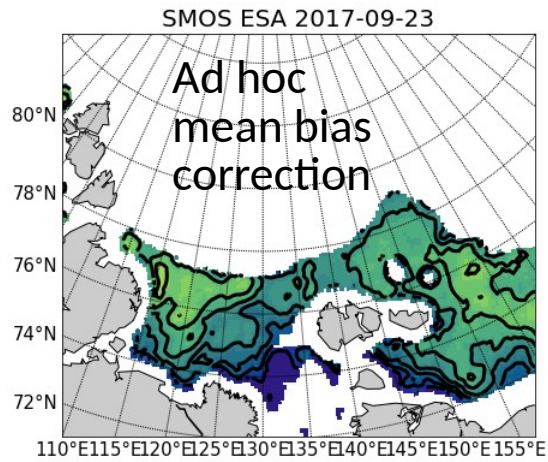 SMOS ESA 2017-09-23
Ad hoc
mean bias
correction
80°N
78°N
76°N
74°N
72°N
110°E115°E120°E125°E130°E135°E140°E145°E150°E155°E